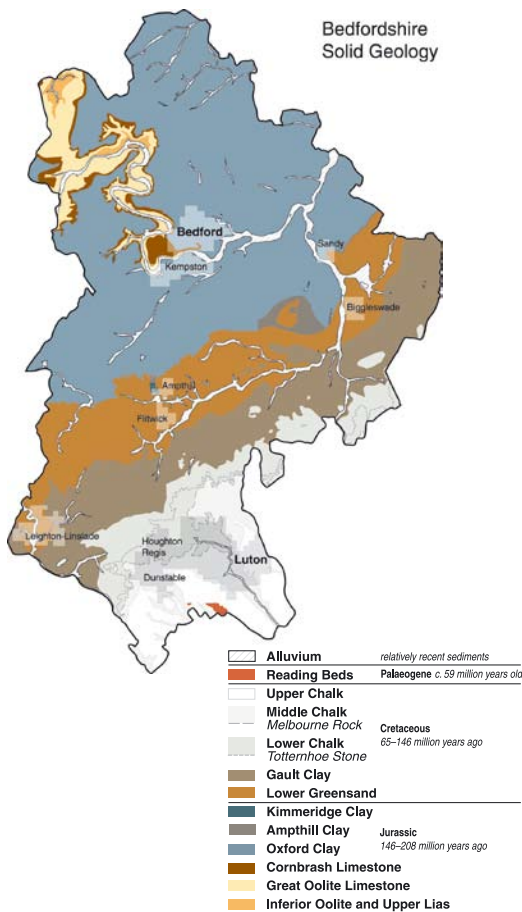 Bedfordshire
Solid Geology
Bedford
Kempston
Sandy
Biggleswade
Ampthill
Flitwick
Leighton-Linslade
Houghton
Regis
Luton
Dunstable
Alluvium relatively recent sediments
Reading Beds Palaeogene c. 59 million years old
Upper Chalk
Middle Chalk
Melbourne Rock
Cretaceous
65–146 million years ago
Lower Chalk
Totternhoe Stone
Gault Clay
Lower Greensand
Kimmeridge Clay
Ampthill Clay
Jurassic
146–208 million years ago
Oxford Clay
Cornbrash Limestone
Great Oolite Limestone
Inferior Oolite and Upper Lias